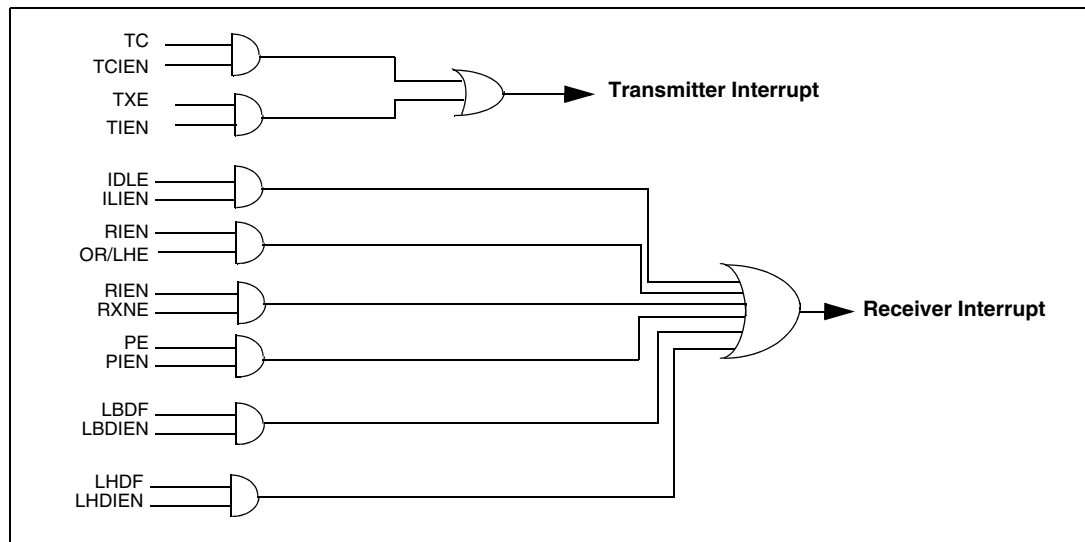 TC
TCIEN
TXE
TIEN
Transmitter Interrupt
IDLE
ILIEN
RIEN
OR/LHE
RIEN
RXNE
Receiver Interrupt
PE
PIEN
LBDF
LBDIEN
LHDF
LHDIEN